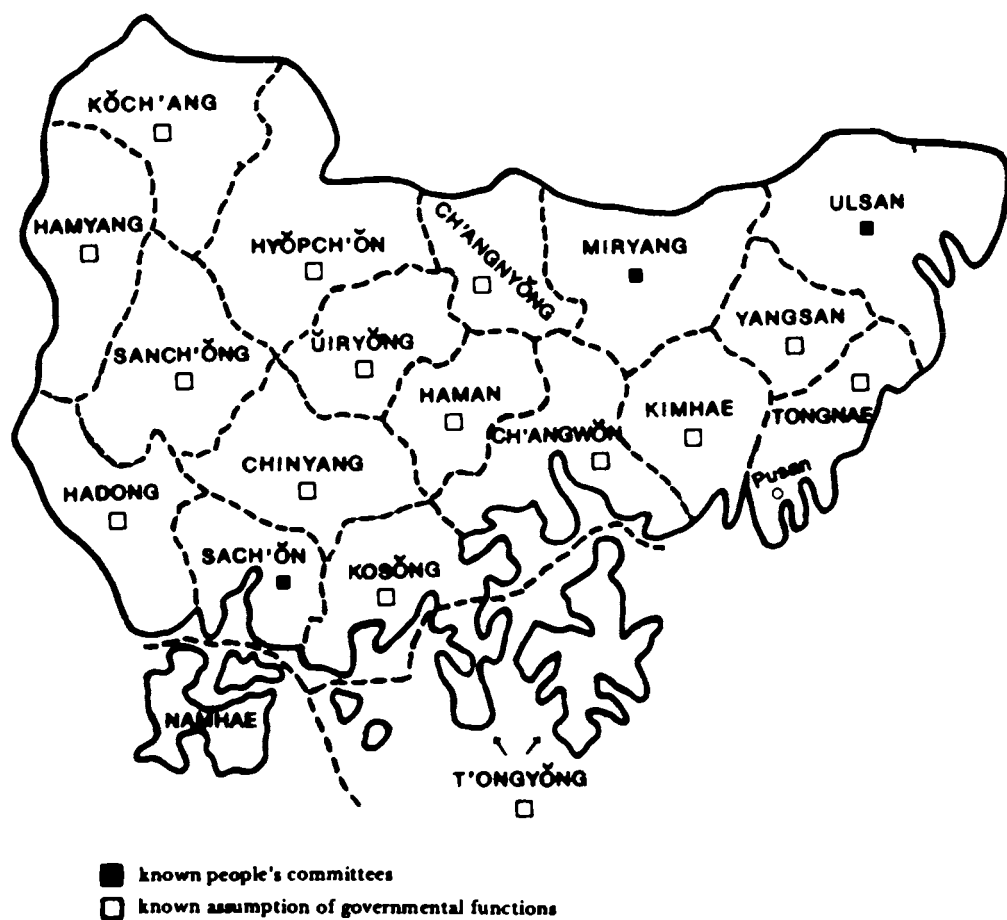 KŎCH'ANG
HAMYANG
HYŎPCH'ŎN
CH'ANGNYŎNG
MIRYANG
ULSAN
SANCH'ŎNG
ŬIRYŎNG
YANGSAN
HAMAN
KIMHAE
TONGNAE
CH'ANGWŎN
CHINYANG
HADONG
Pusan
SACH'ŎN
KOSŎNG
NAMHAE
T'ONGYŎNG
known people's committees
known assumption of governmental functions